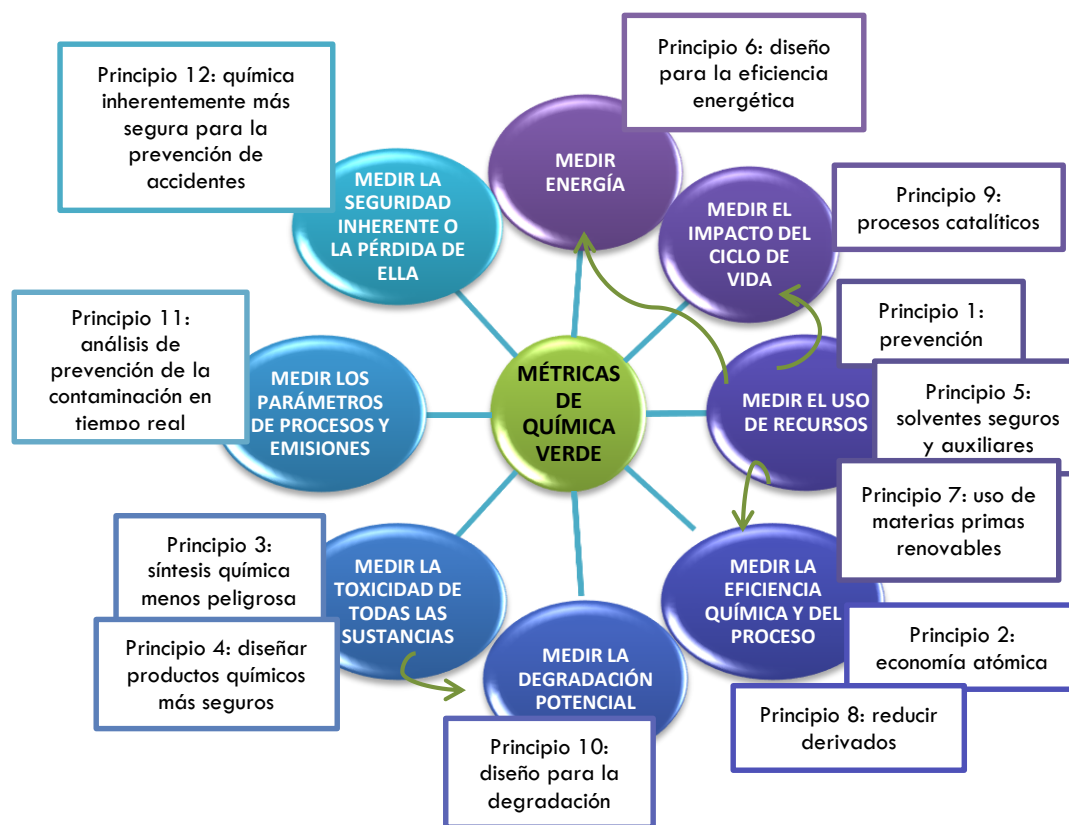 Principio 6: diseño
para la eficiencia
energética
Principio 12: química
inherentemente más
segura para la
prevención de
accidentes
MEDIR
ENERGÍA
MEDIR LA
SEGURIDAD
INHERENTE O
LA PÉRDIDA DE
ELLA
MEDIR EL
IMPACTO DEL
CICLO DE
VIDA
Principio 9:
procesos catalíticos
Principio 11:
análisis de
prevención de la
contaminación en
tiempo real
MEDIR LOS
PARÁMETROS
DE PROCESOS Y
EMISIONES
MÉTRICAS
DE
QUÍMICA
VERDE
MEDIR EL USO
DE RECURSOS
Principio 1:
prevención
Principio 5:
solventes seguros
y auxiliares
Principio 7: uso de
materias primas
renovables
Principio 3:
síntesis química
menos peligrosa
Principio 4: diseñar
productos químicos
más seguros
MEDIR LA
TOXICIDAD DE
TODAS LAS
SUSTANCIAS
MEDIR LA
DEGRADACIÓN
POTENCIAL
MEDIR LA
EFICIENCIA
QUÍMICA Y DEL
PROCESO
Principio 2:
economía atómica
Principio 8: reducir
derivados
Principio 10:
diseño para la
degradación